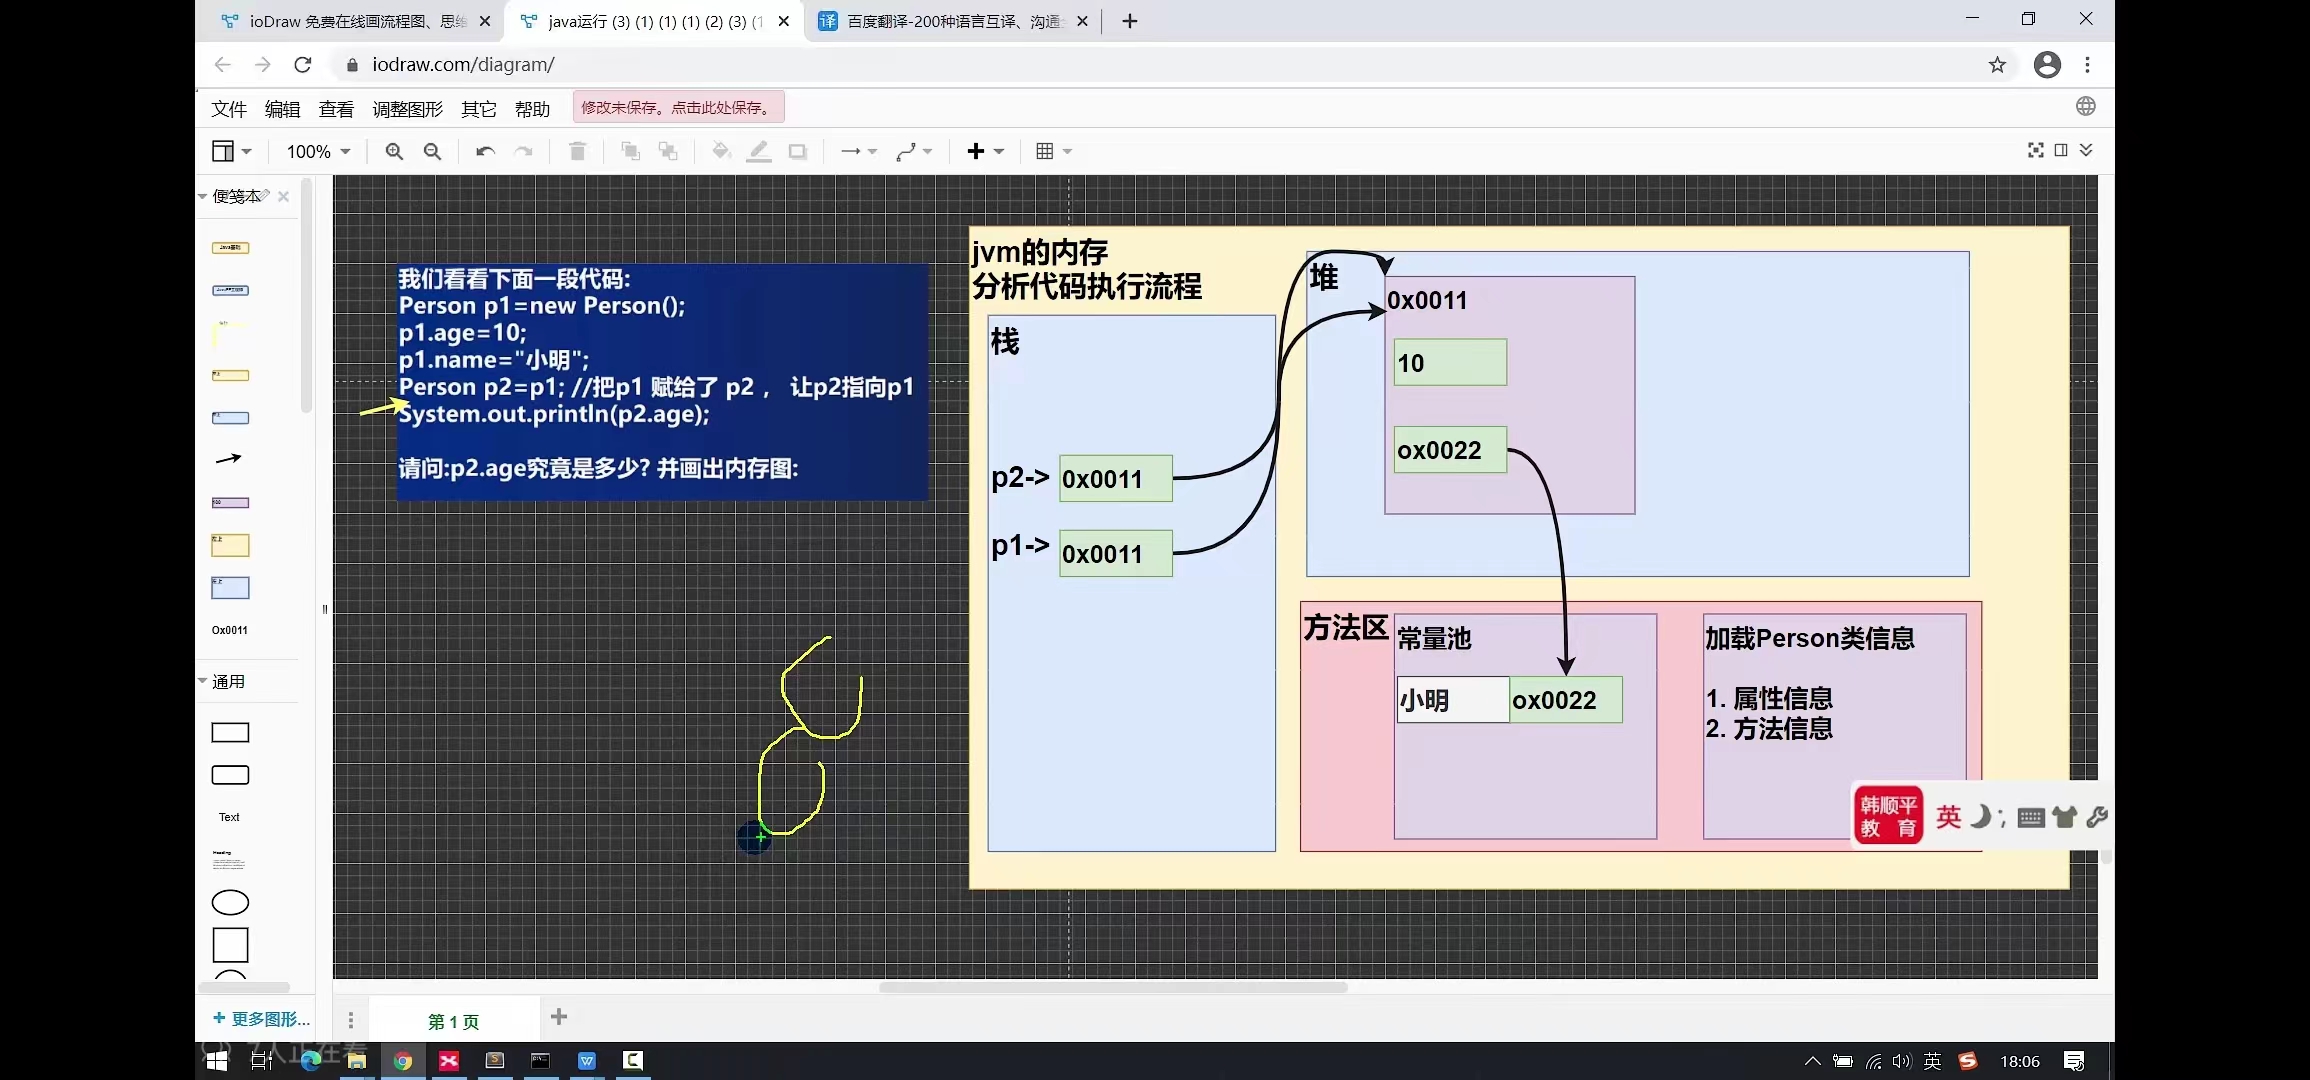 ioDraw 免费在线画流程图、思维
java运行 (3) (1) (1) (1) (2) (3) (1
译 百度翻译-200种语言互译、沟通
iodraw.com/diagram/
文件 编辑 查看 调整图形 其它 帮助 修改未保存。点击此处保存。
100%
便笺本
Ox0011
通用
Text
Heading
更多图形...
我们看看下面一段代码:
Person p1=new Person();
p1.age=10;
p1.name="小明";
Person p2=p1; //把p1 赋给了 p2 ， 让p2指向p1
System.out.println(p2.age);
请问:p2.age究竟是多少? 并画出内存图:
jvm的内存
分析代码执行流程
栈
p2-> 0x0011
p1-> 0x0011
堆
0x0011
10
ox0022
方法区
常量池
小明 ox0022
加载Person类信息
1. 属性信息
2. 方法信息
韩顺平
教 育
英
第 1 页
7人正在看
英
18:06